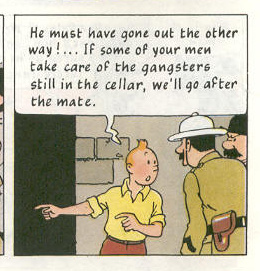 He must have gone out the other
way!... If some of your men
take care of the gangsters
still in the cellar, we'll go after
the mate.